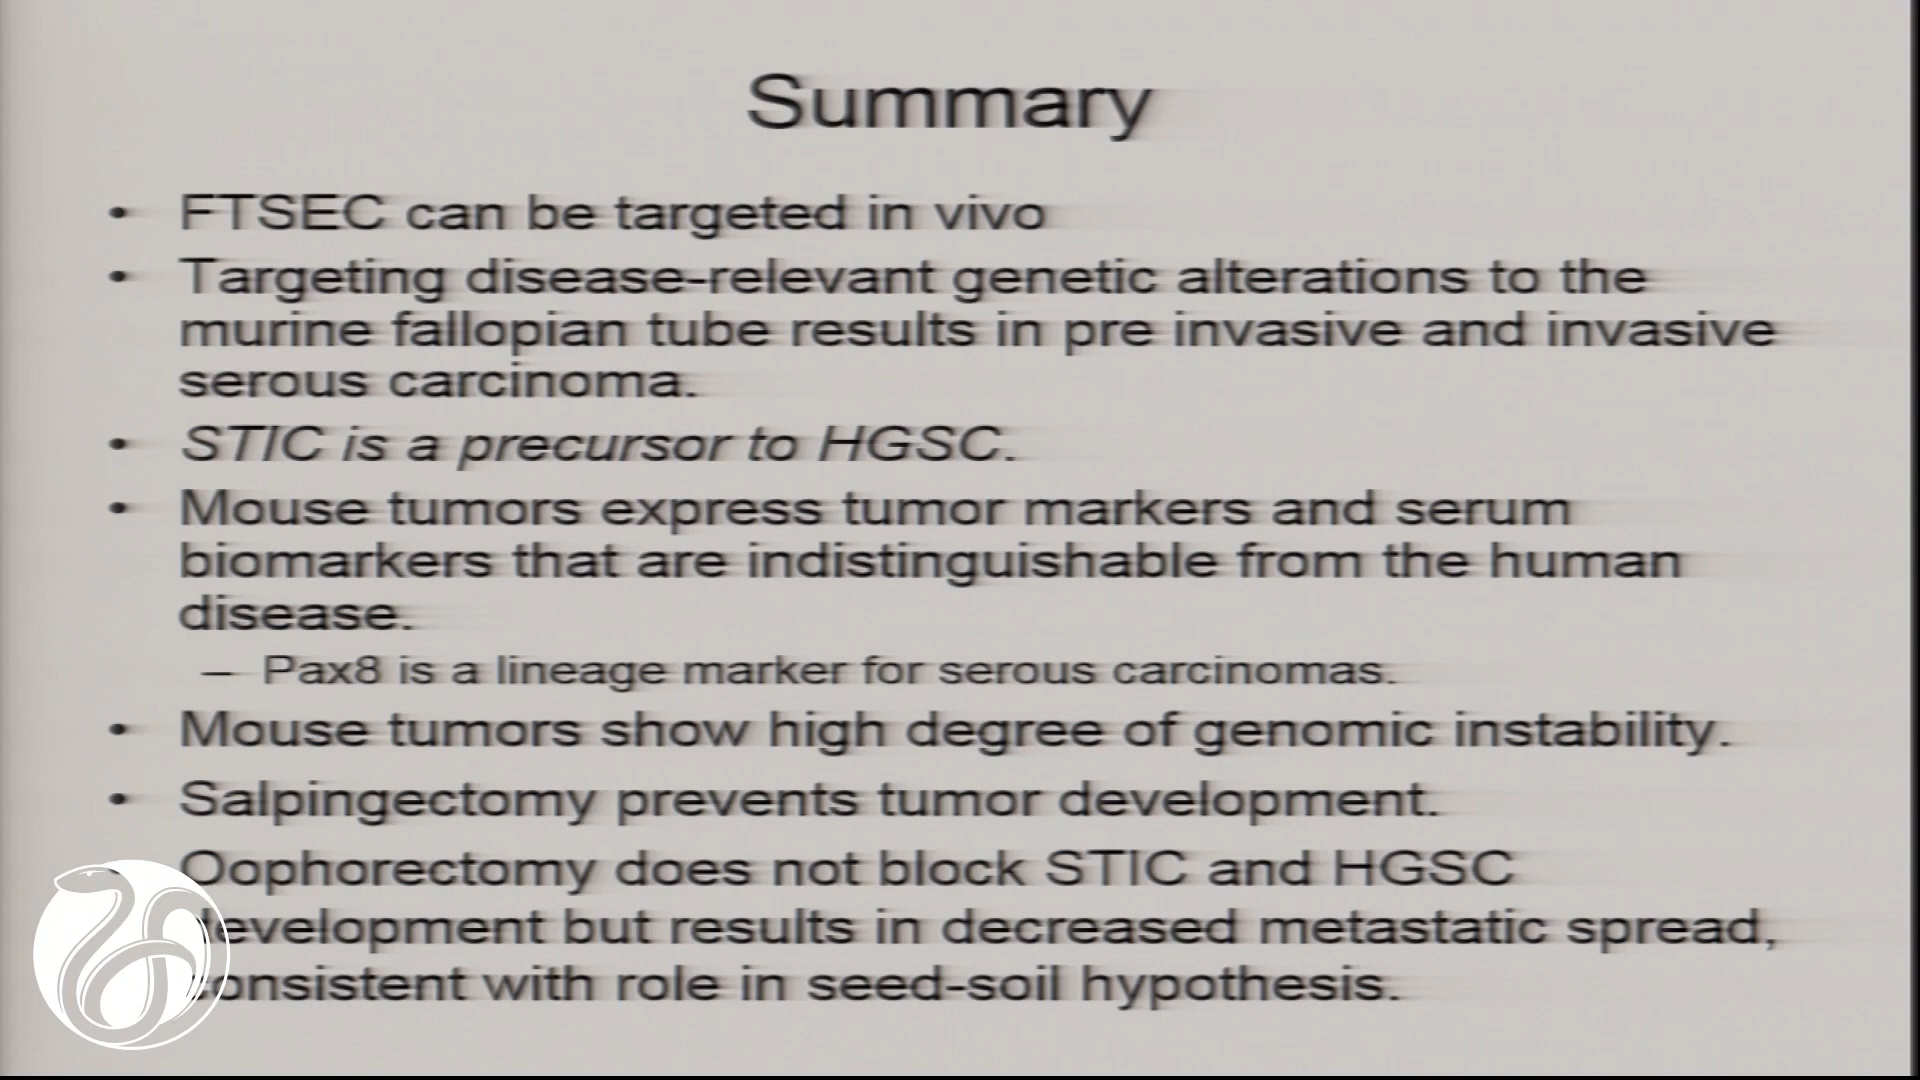 Summary
• FTSEC can be targeted in vivo
• Targeting disease-relevant genetic alterations to the
murine fallopian tube results in pre invasive and invasive
serous carcinoma.
• STIC is a precursor to HGSC.
• Mouse tumors express tumor markers and serum
biomarkers that are indistinguishable from the human
disease.
– Pax8 is a lineage marker for serous carcinomas.
• Mouse tumors show high degree of genomic instability.
• Salpingectomy prevents tumor development.
Oophorectomy does not block STIC and HGSC
development but results in decreased metastatic spread,
consistent with role in seed-soil hypothesis.